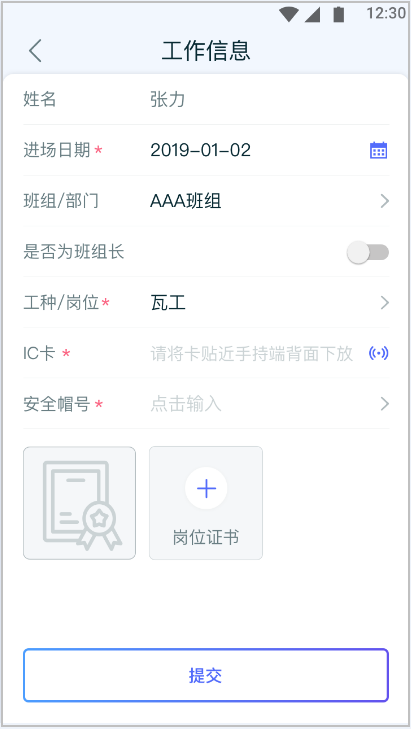 12:30
工作信息
姓名 张力
进场日期* 2019-01-02
班组/部门 AAA班组
是否为班组长
工种/岗位* 瓦工
IC卡 * 请将卡贴近手持端背面下放
安全帽号* 点击输入
岗位证书
提交